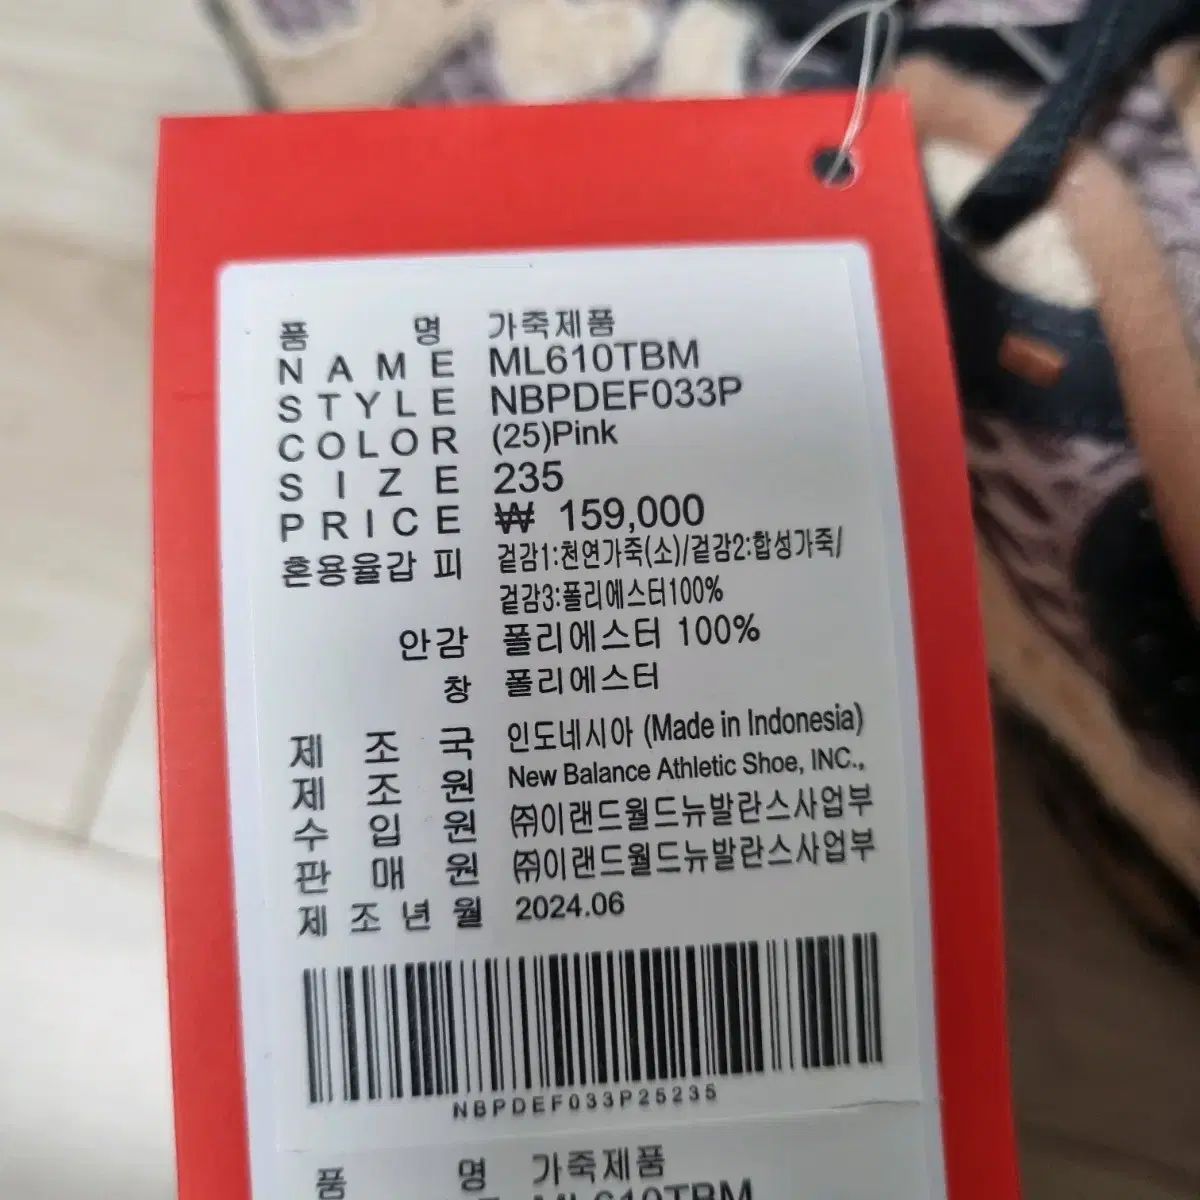 품 명 가죽제품
NAME ML610TBM
STYLE NBPDEF033P
COLOR (25)Pink
SIZE 235
PRICE ₩ 159,000
혼용율갑 피 겉감1:천연가죽(소)/겉감2:합성가죽/
겉감3:폴리에스터100%
안감 폴리에스터 100%
창 폴리에스터
제 조 국 인도네시아 (Made in Indonesia)
제 조 원 New Balance Athletic Shoe, INC.,
수 입 원 ㈜이랜드월드뉴발란스사업부
판 매 원 ㈜이랜드월드뉴발란스사업부
제 조 년 월 2024.06
NBPDEF033P25235
품 명 가죽제품
ML610TBM